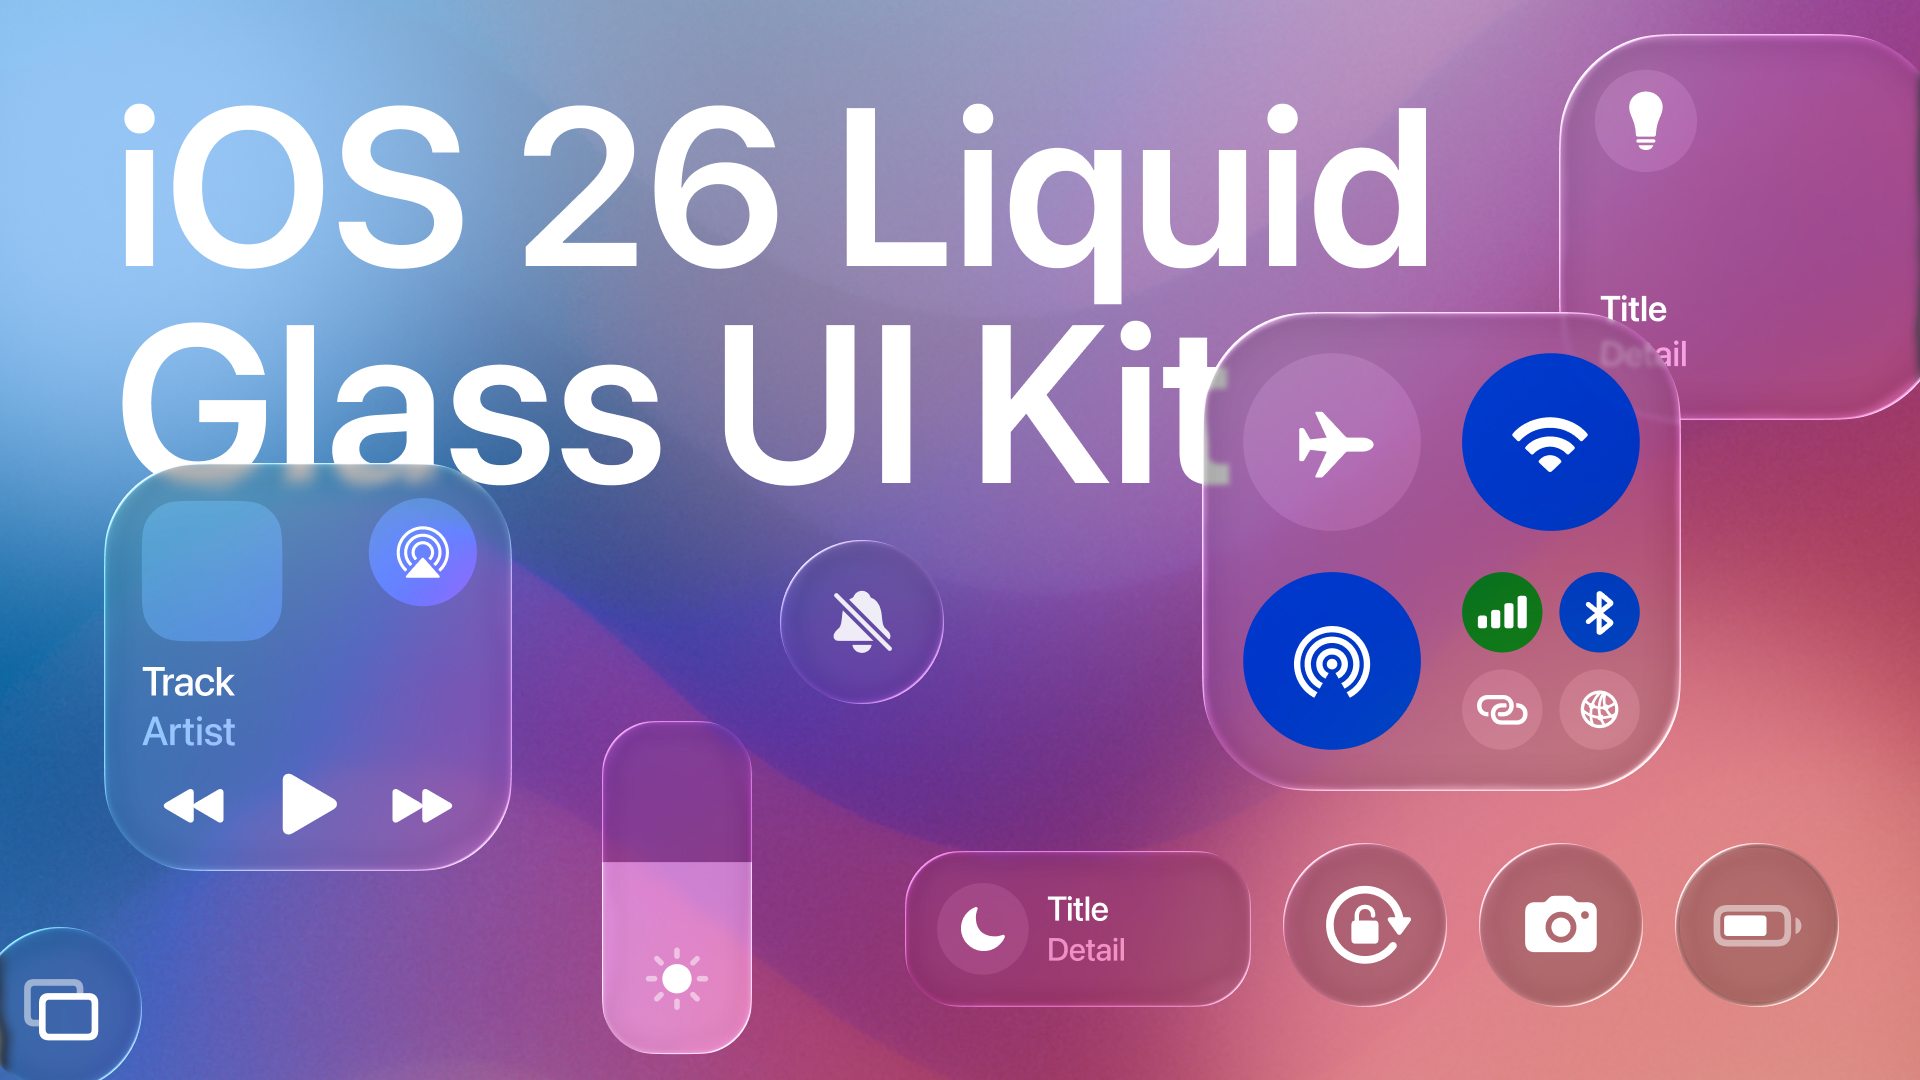 iOS 26 Liquid
Glass UI Kit
Title
Detail
Track
Artist
Title
Detail